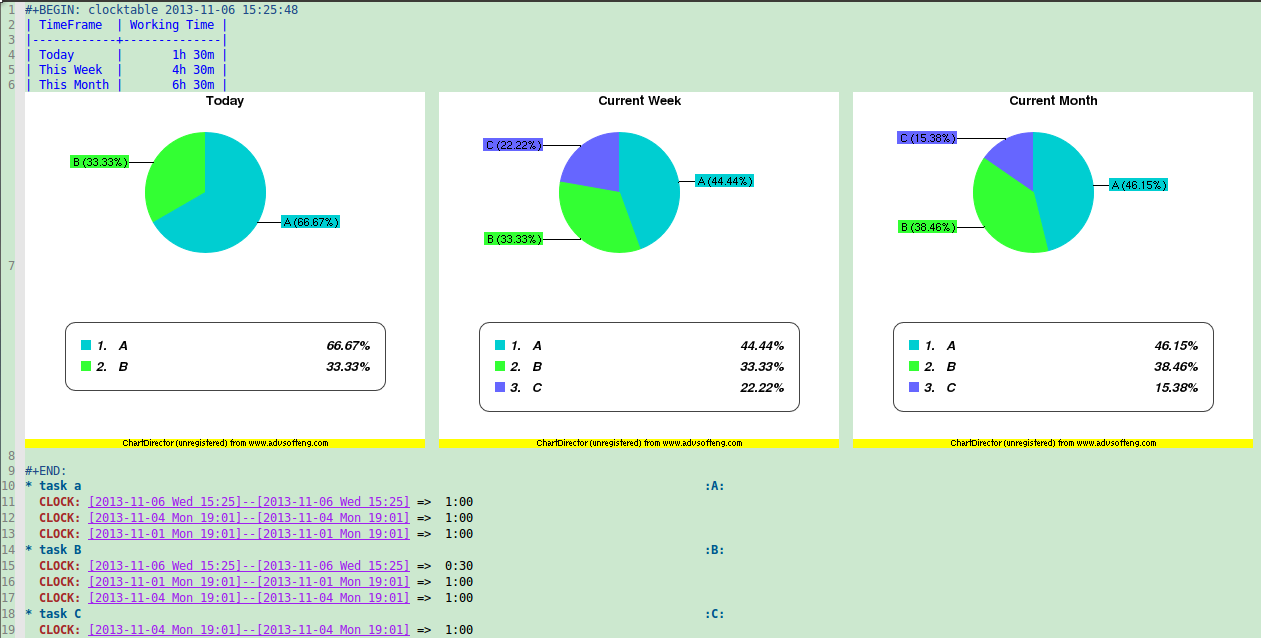 1 #+BEGIN: clocktable 2013-11-06 15:25:48
2 | TimeFrame | Working Time |
3 |------------+--------------|
4 | Today | 1h 30m |
5 | This Week | 4h 30m |
6 | This Month | 6h 30m |
7
Today
B (33.33%)
A (66.67%)
1. A 66.67%
2. B 33.33%
ChartDirector (unregistered) from www.advsofteng.com
Current Week
C (22.22%)
A (44.44%)
B (33.33%)
1. A 44.44%
2. B 33.33%
3. C 22.22%
ChartDirector (unregistered) from www.advsofteng.com
Current Month
C (15.38%)
A (46.15%)
B (38.46%)
1. A 46.15%
2. B 38.46%
3. C 15.38%
ChartDirector (unregistered) from www.advsofteng.com
8
9 #+END:
10 * task a :A:
11 CLOCK: [2013-11-06 Wed 15:25]--[2013-11-06 Wed 15:25] => 1:00
12 CLOCK: [2013-11-04 Mon 19:01]--[2013-11-04 Mon 19:01] => 1:00
13 CLOCK: [2013-11-01 Mon 19:01]--[2013-11-01 Mon 19:01] => 1:00
14 * task B :B:
15 CLOCK: [2013-11-06 Wed 15:25]--[2013-11-06 Wed 15:25] => 0:30
16 CLOCK: [2013-11-01 Mon 19:01]--[2013-11-01 Mon 19:01] => 1:00
17 CLOCK: [2013-11-04 Mon 19:01]--[2013-11-04 Mon 19:01] => 1:00
18 * task C :C:
19 CLOCK: [2013-11-04 Mon 19:01]--[2013-11-04 Mon 19:01] => 1:00